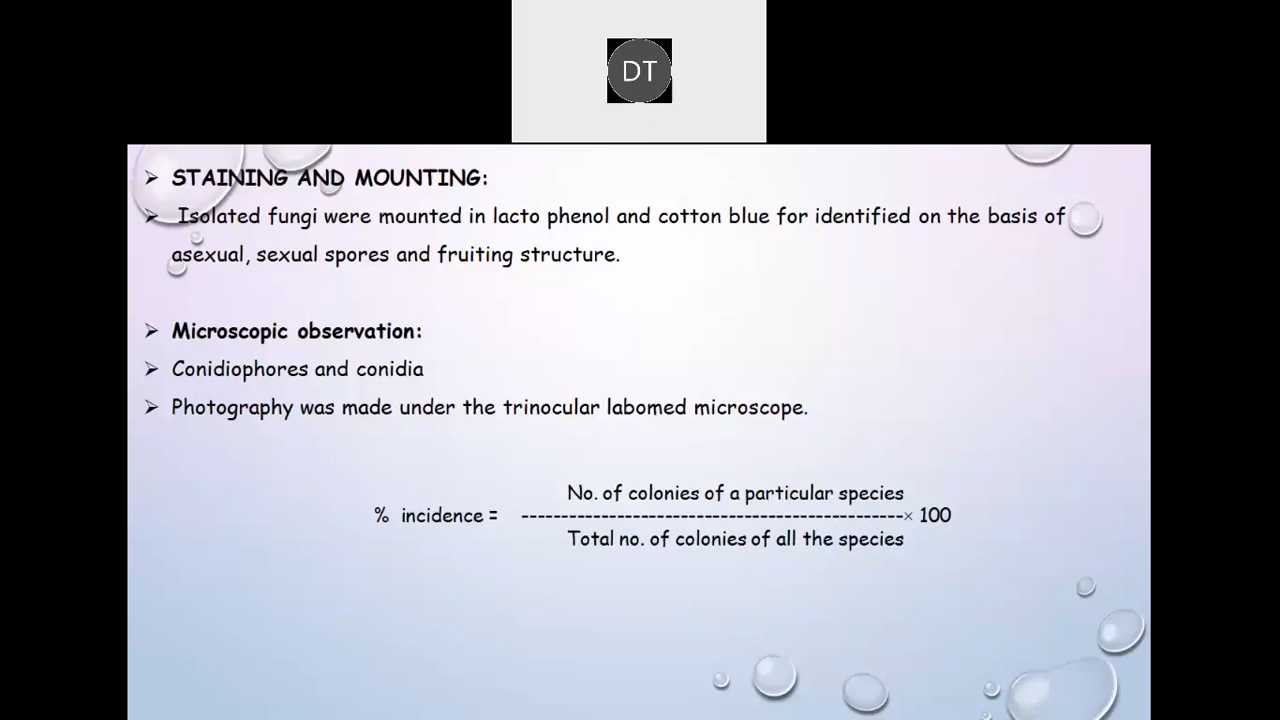 DT
➢ STAINING AND MOUNTING:
➢ Isolated fungi were mounted in lacto phenol and cotton blue for identified on the basis of
asexual, sexual spores and fruiting structure.
➢ Microscopic observation:
➢ Conidiophores and conidia
➢ Photography was made under the trinocular labomed microscope.
No. of colonies of a particular species
% incidence = ------------------------------------------------× 100
Total no. of colonies of all the species